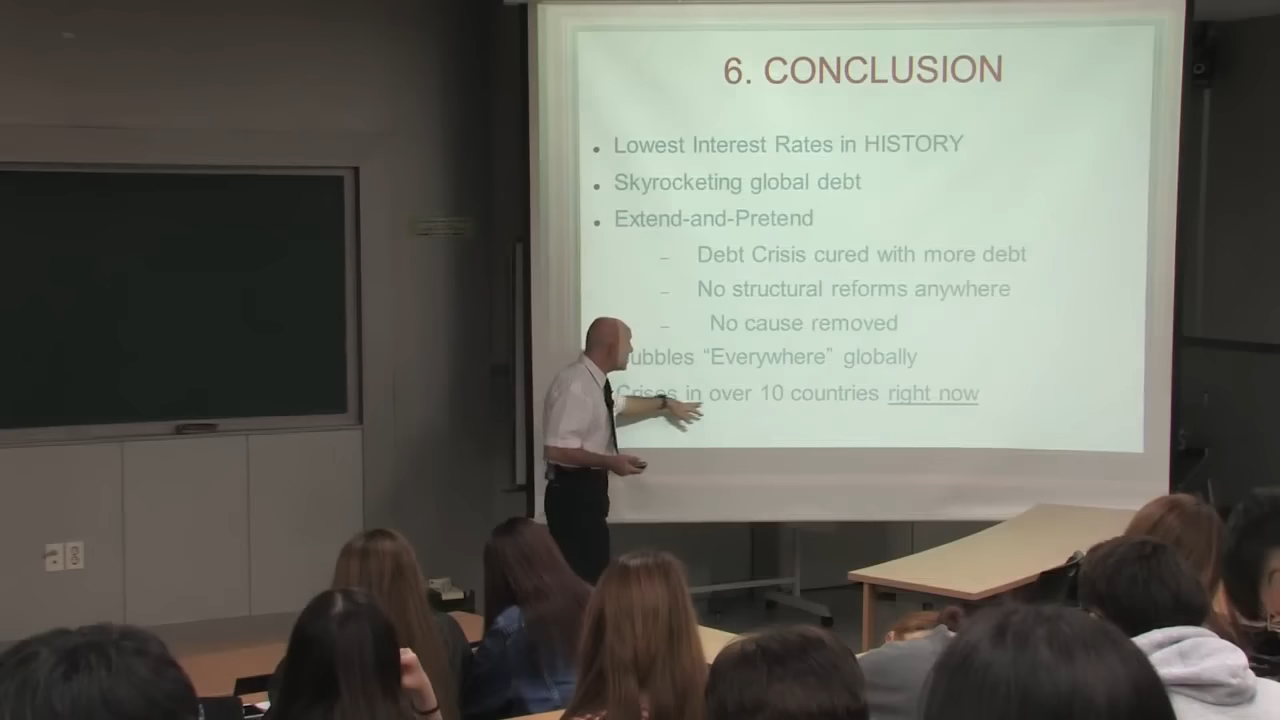 6. CONCLUSION
• Lowest Interest Rates in HISTORY
• Skyrocketing global debt
• Extend-and-Pretend
– Debt Crisis cured with more debt
– No structural reforms anywhere
– No cause removed
ubbles “Everywhere” globally
Crises in over 10 countries right now